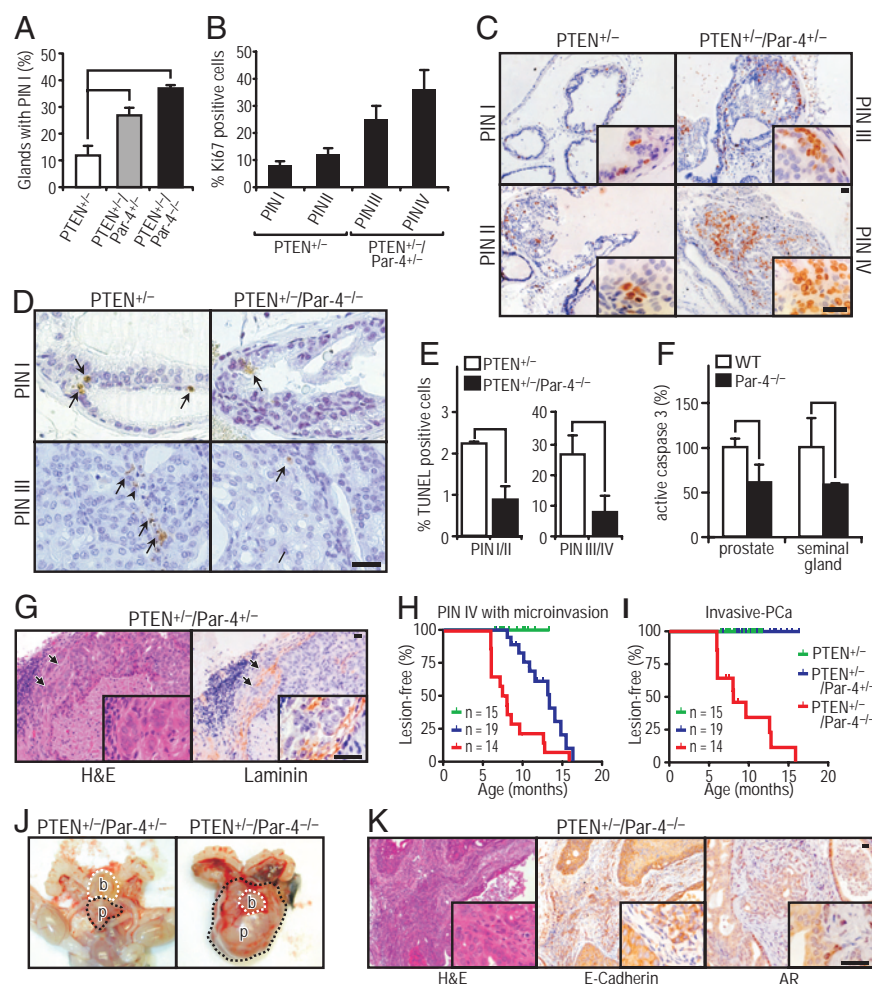 A
Glands with PIN I (%)
50
40
30
20
10
0
PTEN+/−
PTEN+/−/
Par-4+/−
PTEN+/−/
Par-4−/−
B
% Ki67 positive cells
50
40
30
20
10
0
PIN I
PIN II
PIN III
PIN IV
PTEN+/−
PTEN+/−/
Par-4+/−
C
PTEN+/−
PTEN+/−/Par-4+/−
PIN I
PIN III
PIN II
PIN IV
D
PTEN+/−
PTEN+/−/Par-4−/−
PIN I
PIN III
E
PTEN+/−
PTEN+/−/Par-4−/−
% TUNEL positive cells
2
1
0
40
30
20
10
0
PIN I/II
PIN III/IV
F
WT
Par-4−/−
active caspase 3 (%)
150
100
50
0
prostate
seminal
gland
G
PTEN+/−/Par-4+/−
H&E
Laminin
H
PIN IV with microinvasion
Lesion-free (%)
100
75
50
25
0
n = 15
n = 19
n = 14
0
5
10
15
20
Age (months)
I
Invasive-PCa
Lesion-free (%)
100
75
50
25
0
n = 15
n = 19
n = 14
0
5
10
15
20
Age (months)
PTEN+/−
PTEN+/−
/Par-4+/−
PTEN+/−
/Par-4−/−
J
PTEN+/−/Par-4+/−
PTEN+/−/Par-4−/−
b
p
b
p
K
PTEN+/−/Par-4−/−
H&E
E-Cadherin
AR